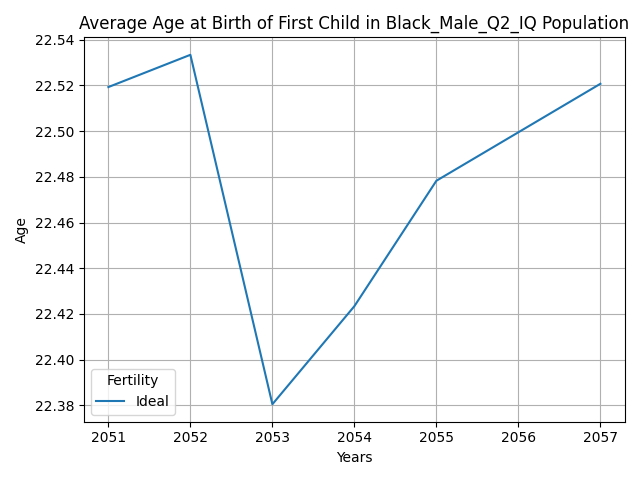 Average Age at Birth of First Child in Black_Male_Q2_IQ Population
22.54
22.52
22.50
22.48
22.46
22.44
22.42
22.40
22.38
Age
Fertility
Ideal
2051 2052 2053 2054 2055 2056 2057
Years